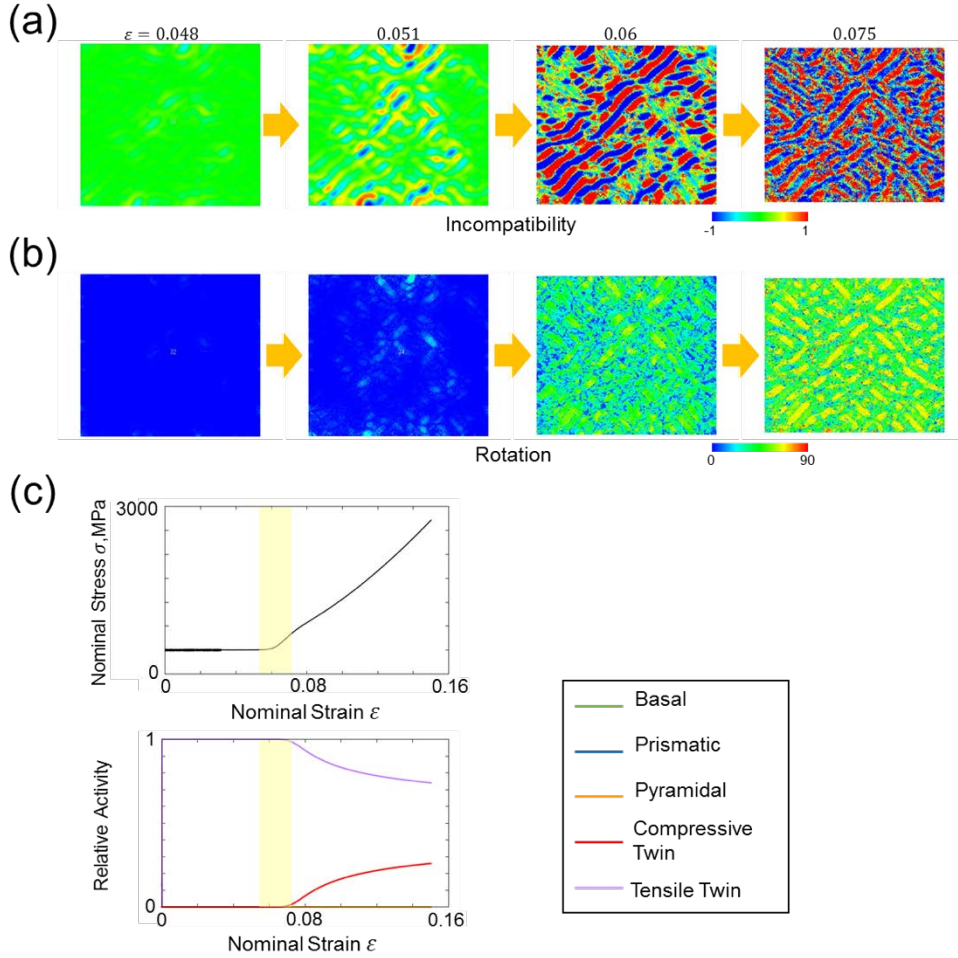 (a)
ε = 0.048 0.051 0.06 0.075
Incompatibility
-1 1
(b)
Rotation
0 90
(c)
3000
Nominal Stress σ,MPa
0
0 0.08 0.16
Nominal Strain ε
1
Relative Activity
0
0 0.08 0.16
Nominal Strain ε
Basal
Prismatic
Pyramidal
Compressive
Twin
Tensile Twin